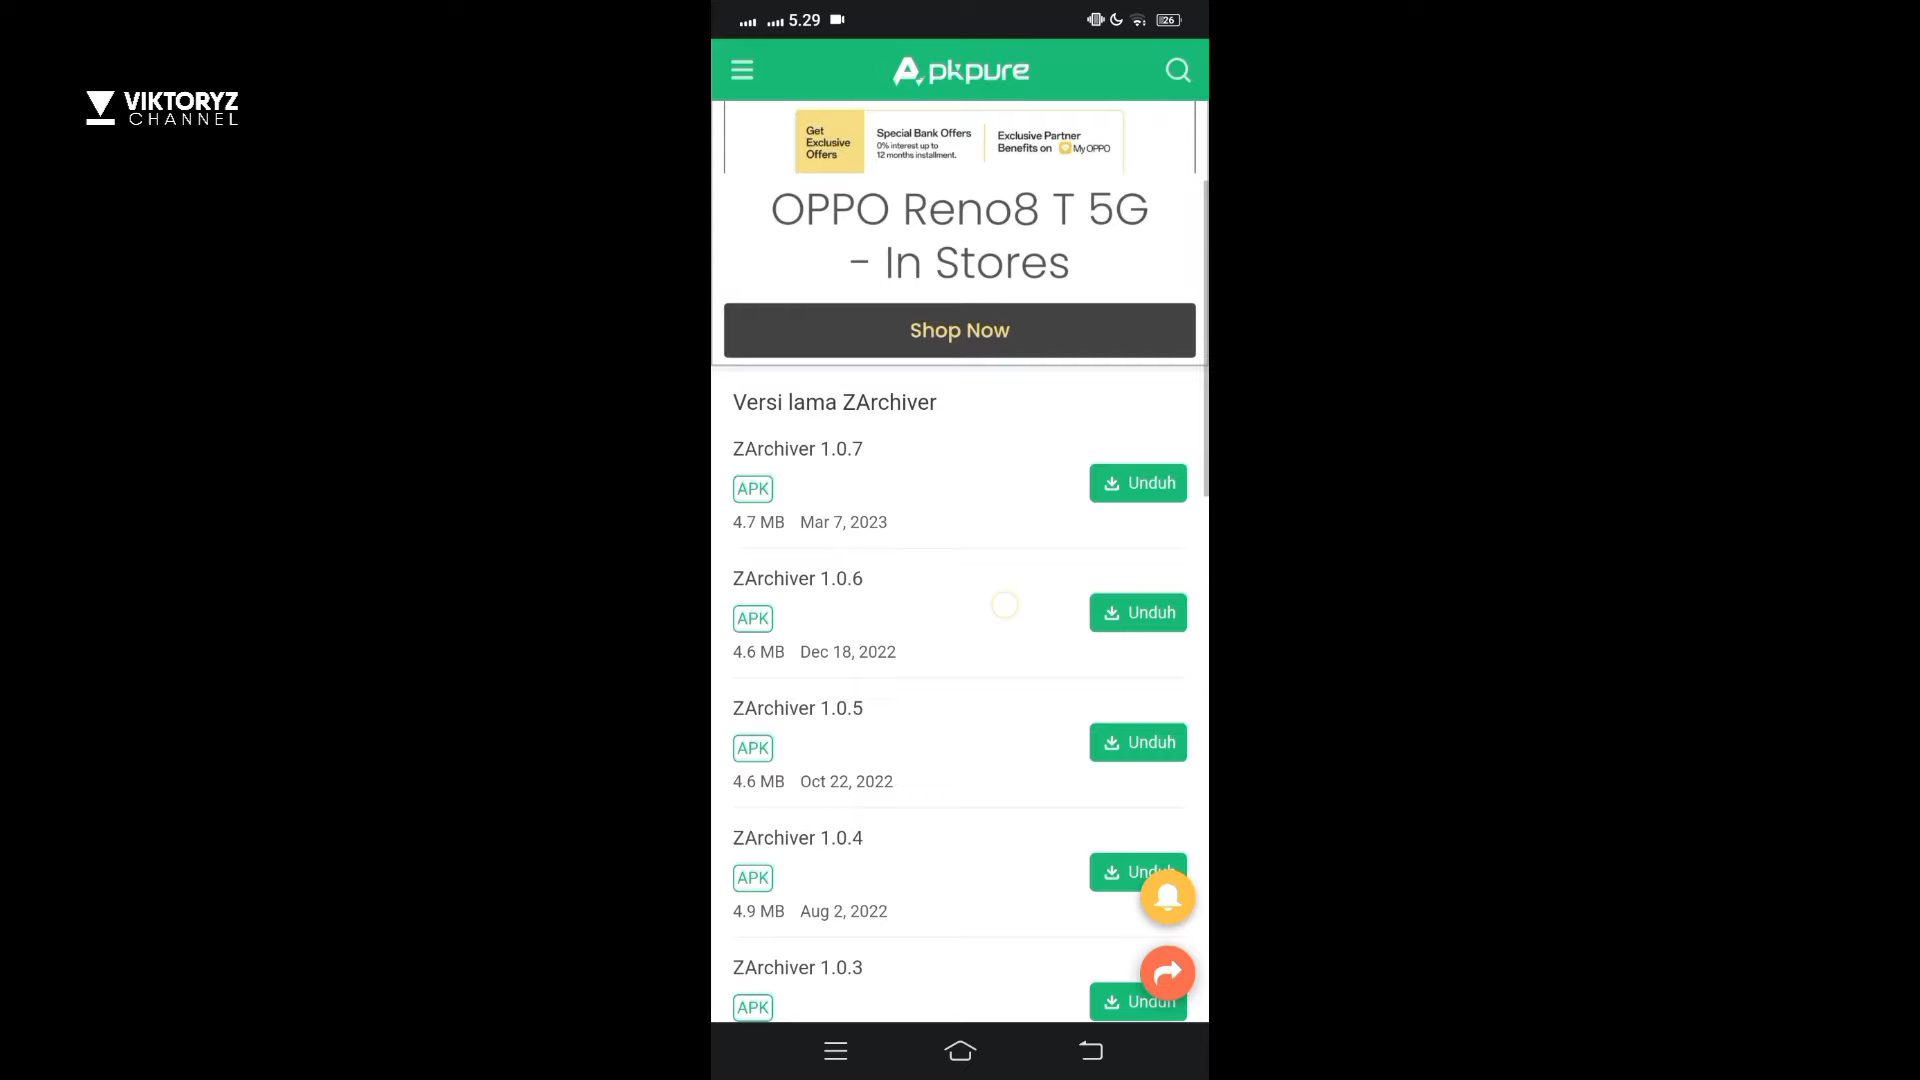 5.29
26
VIKTORYZ
CHANNEL
Apkpure
Get
Exclusive
Offers
Special Bank Offers
0% interest up to
12 months installment.
Exclusive Partner
Benefits on My OPPO
OPPO Reno8 T 5G
- In Stores
Shop Now
Versi lama ZArchiver
ZArchiver 1.0.7
APK
Unduh
4.7 MB Mar 7, 2023
ZArchiver 1.0.6
APK
Unduh
4.6 MB Dec 18, 2022
ZArchiver 1.0.5
APK
Unduh
4.6 MB Oct 22, 2022
ZArchiver 1.0.4
APK
Unduh
4.9 MB Aug 2, 2022
ZArchiver 1.0.3
APK
Unduh